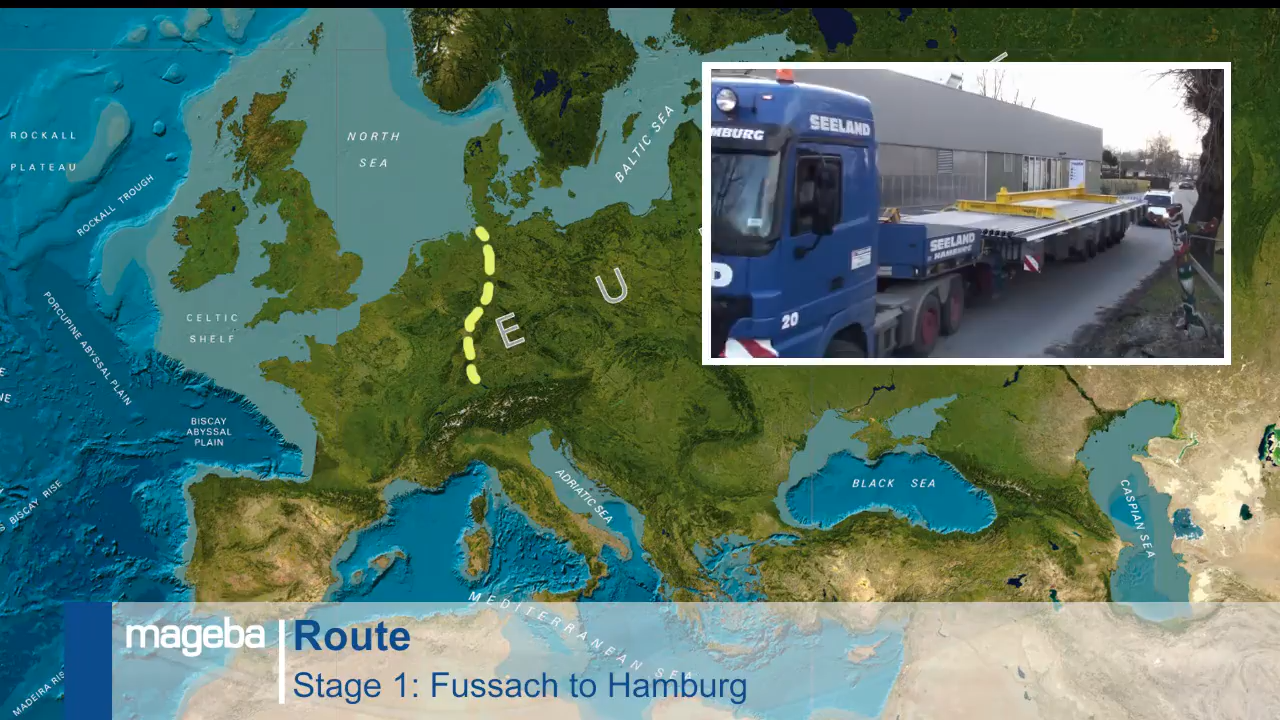 ROCKALL
PLATEAU
ROCKALL TROUGH
NORTH
SEA
BALTIC SEA
PORCUPINE ABYSSAL PLAIN
CELTIC
SHELF
BISCAY
ABYSSAL
PLAIN
BISCAY RISE
E
U
ADRIATIC SEA
BLACK SEA
CASPIAN SEA
MEDITERRANEAN SEA
MADEIRA RIS
MBURG
SEELAND
SEELAND
HAMBURG
D
20
mageba
Route
Stage 1: Fussach to Hamburg